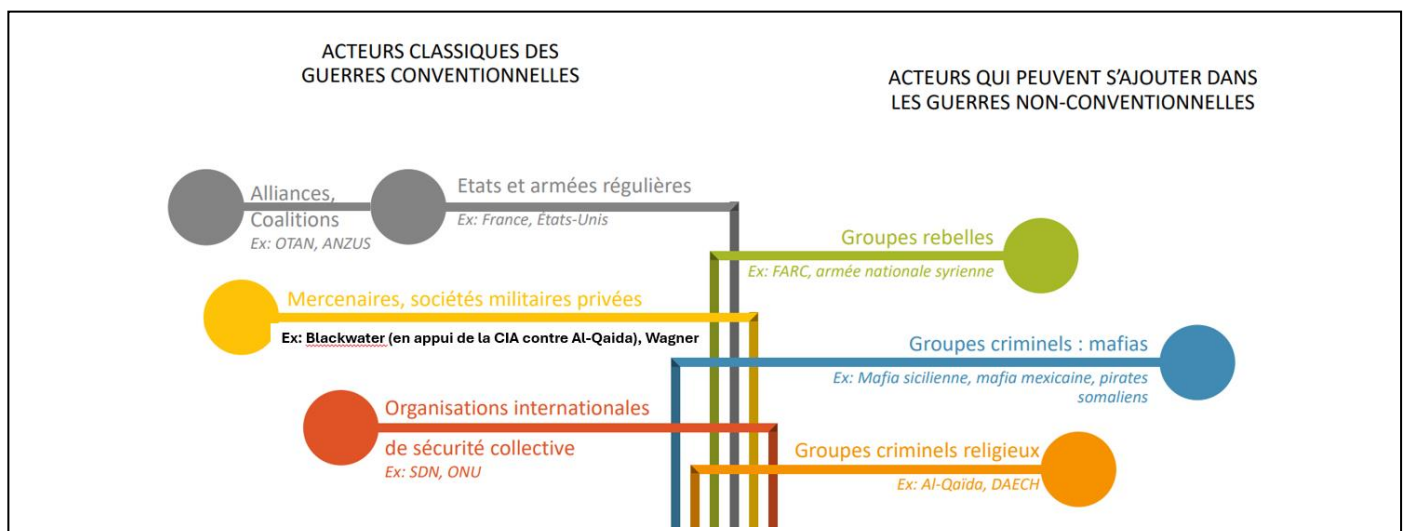 ACTEURS CLASSIQUES DES
GUERRES CONVENTIONNELLES
Alliances,
Coalitions
Ex: OTAN, ANZUS
Etats et armées régulières
Ex: France, États-Unis
Mercenaires, sociétés militaires privées
Ex: Blackwater (en appui de la CIA contre Al-Qaida), Wagner
Organisations internationales
de sécurité collective
Ex: SDN, ONU
ACTEURS QUI PEUVENT S’AJOUTER DANS
LES GUERRES NON-CONVENTIONNELLES
Groupes rebelles
Ex: FARC, armée nationale syrienne
Groupes criminels : mafias
Ex: Mafia sicilienne, mafia mexicaine, pirates
somaliens
Groupes criminels religieux
Ex: Al-Qaïda, DAECH